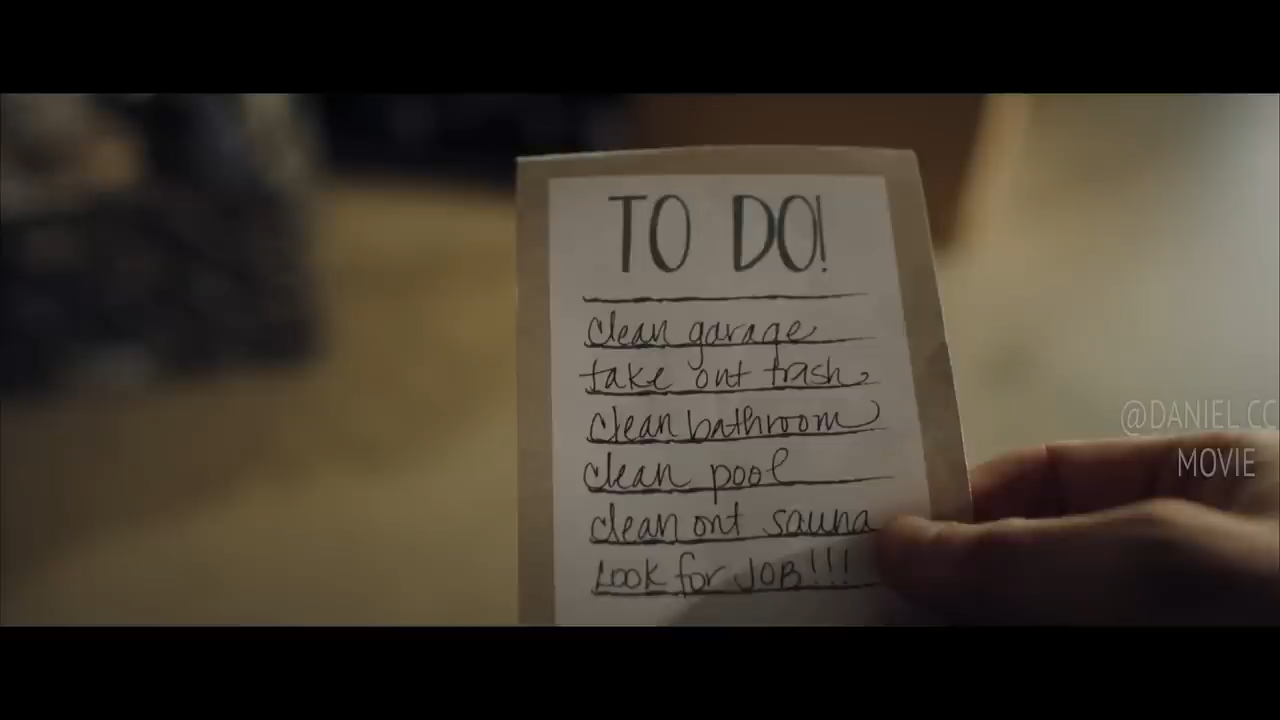 TO DO!
clean garage
take out trash
clean bathroom
clean pool
clean out sauna
LOOK for JOB!!!
@DANIEL CC
MOVIE